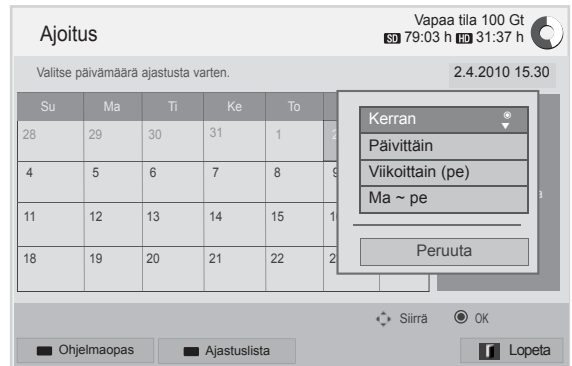 Ajoitus
Vapaa tila 100 Gt
SD 79:03 h HD 31:37 h
Valitse päivämäärä ajastusta varten.
2.4.2010 15.30
Su Ma Ti Ke To
28 29 30 31 1 2
4 5 6 7 8 9
11 12 13 14 15
18 19 20 21 22
Kerran
Päivittäin
Viikoittain (pe)
Ma ~ pe
Peruuta
Siirrä OK
Ohjelmaopas Ajastuslista Lopeta